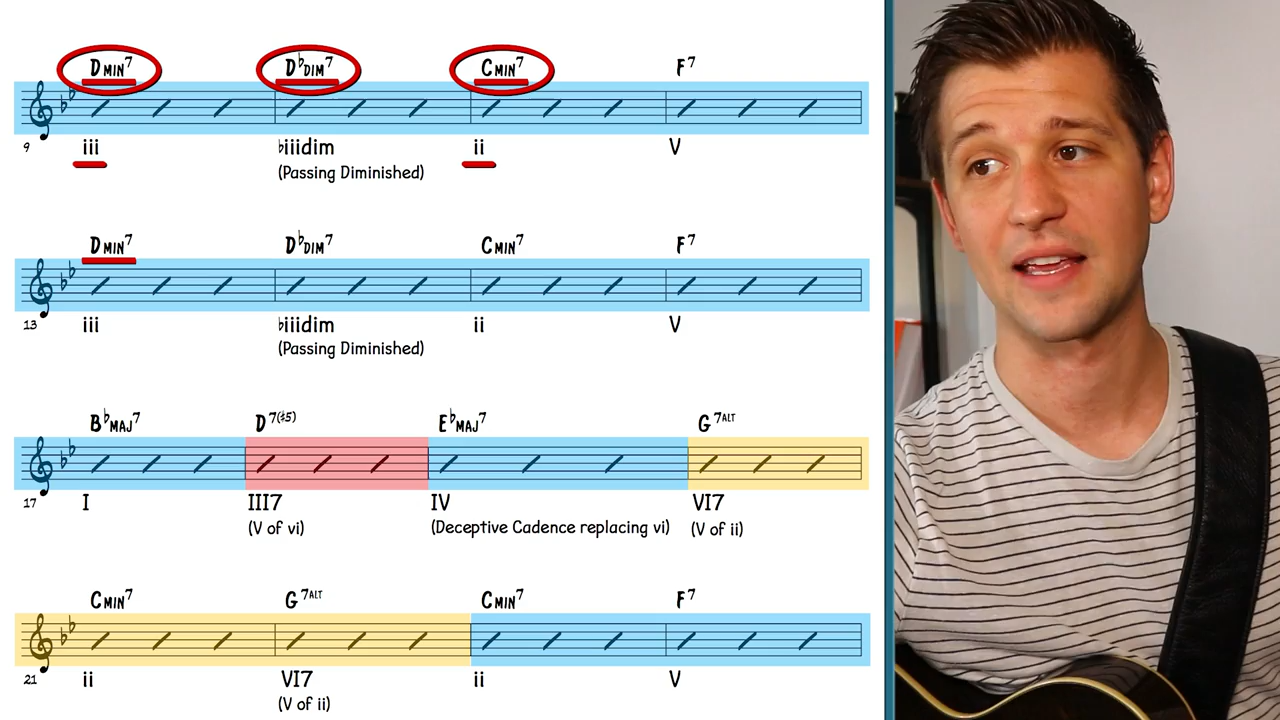 DMIN7 D♭DIM7 CMIN7 F7
9 iii ♭iiidim ii V
(Passing Diminished)
DMIN7 D♭DIM7 CMIN7 F7
13 iii ♭iiidim ii V
(Passing Diminished)
B♭MAJ7 D7(♯5) E♭MAJ7 G7ALT
17 I III7 IV VI7
(V of vi) (Deceptive Cadence replacing vi) (V of ii)
CMIN7 G7ALT CMIN7 F7
21 ii VI7 ii V
(V of ii)